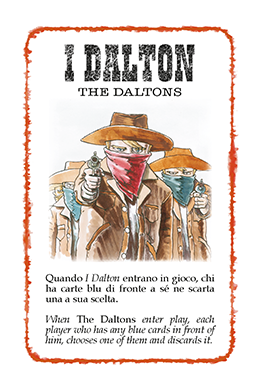 I DALTON
THE DALTONS
Quando I Dalton entrano in gioco, chi
ha carte blu di fronte a sé ne scarta
una a sua scelta.
When The Daltons enter play, each
player who has any blue cards in front of
him, chooses one of them and discards it.